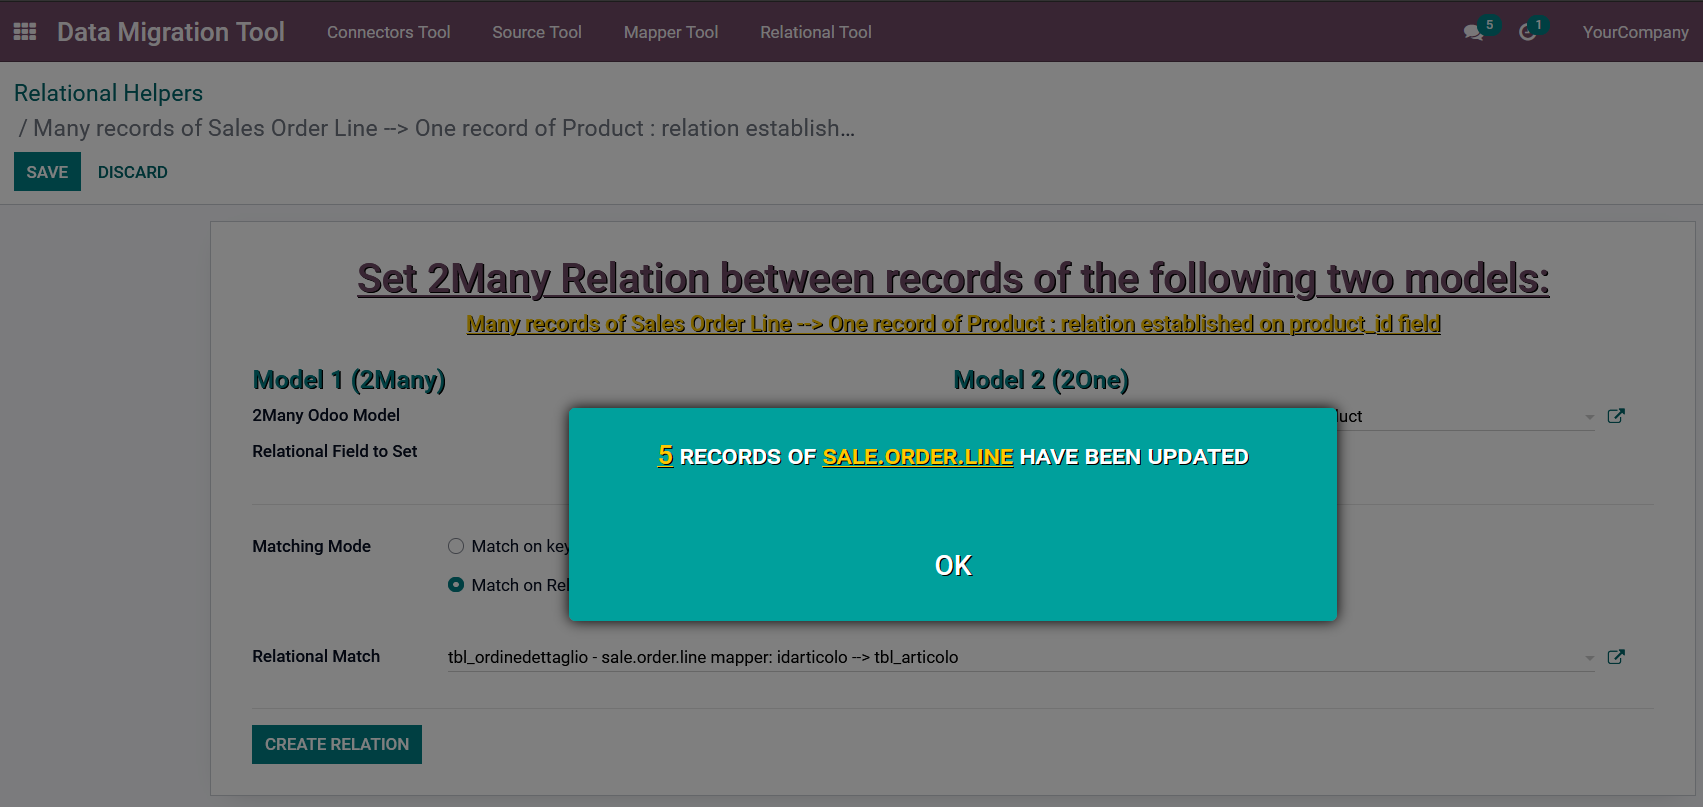 Data Migration Tool Connectors Tool Source Tool Mapper Tool Relational Tool 5 1 YourCompany
Relational Helpers
/ Many records of Sales Order Line --> One record of Product : relation establish...
SAVE DISCARD
Set 2Many Relation between records of the following two models:
Many records of Sales Order Line --> One record of Product : relation established on product_id field
Model 1 (2Many) Model 2 (2One)
2Many Odoo Model
Relational Field to Set
5 RECORDS OF SALE.ORDER.LINE HAVE BEEN UPDATED
OK
Matching Mode Match on key
Match on Rel
Relational Match tbl_ordinedettaglio - sale.order.line mapper: idarticolo --> tbl_articolo
CREATE RELATION